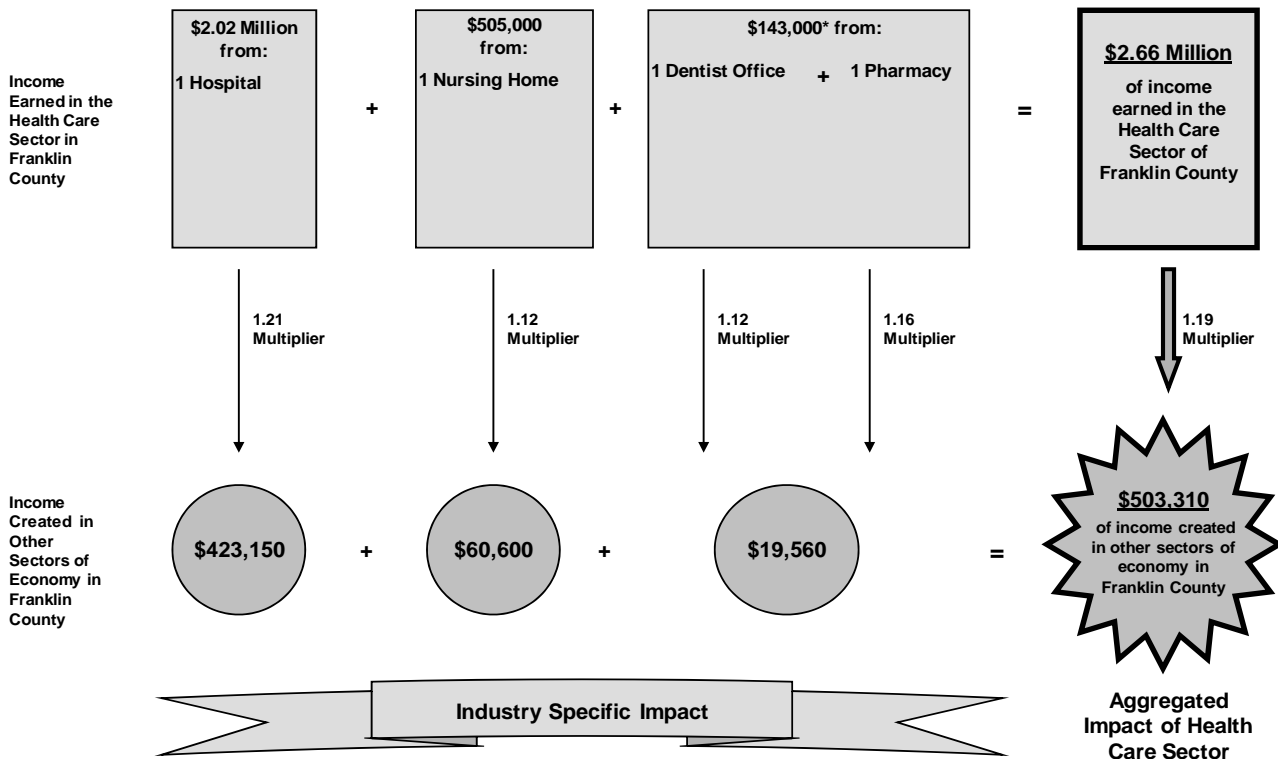 Income
Earned in the
Health Care
Sector in
Franklin
County
$2.02 Million
from:
1 Hospital
+
$505,000
from:
1 Nursing Home
+
$143,000* from:
1 Dentist Office + 1 Pharmacy
=
$2.66 Million
of income
earned in the
Health Care
Sector of
Franklin County
1.21
Multiplier
1.12
Multiplier
1.12
Multiplier
1.16
Multiplier
1.19
Multiplier
Income
Created in
Other
Sectors of
Economy in
Franklin
County
$423,150
+
$60,600
+
$19,560
=
$503,310
of income created
in other sectors of
economy in
Franklin County
Industry Specific Impact
Aggregated
Impact of Health
Care Sector